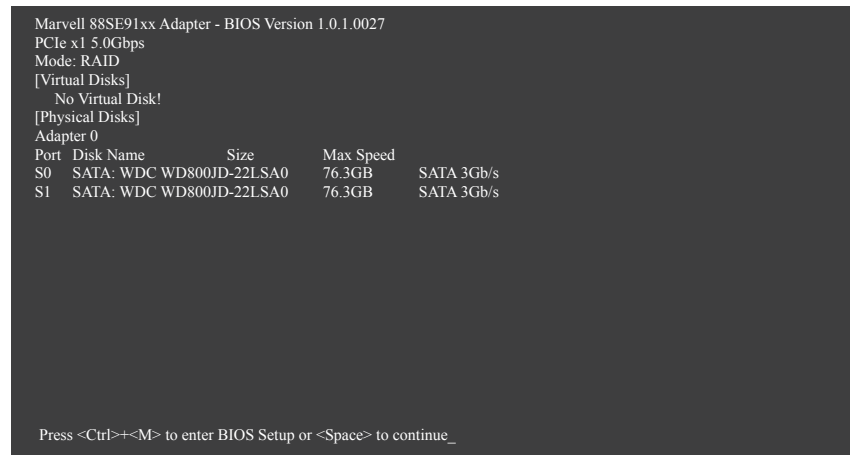 Marvell 88SE91xx Adapter - BIOS Version 1.0.1.0027
PCIe x1 5.0Gbps
Mode: RAID
[Virtual Disks]
No Virtual Disk!
[Physical Disks]
Adapter 0
Port Disk Name Size Max Speed
S0 SATA: WDC WD800JD-22LSA0 76.3GB SATA 3Gb/s
S1 SATA: WDC WD800JD-22LSA0 76.3GB SATA 3Gb/s
Press <Ctrl>+<M> to enter BIOS Setup or <Space> to continue_